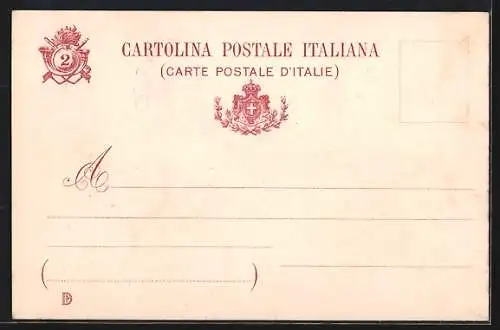 2
CARTOLINA POSTALE ITALIANA
(CARTE POSTALE D'ITALIE)
A
( )
D